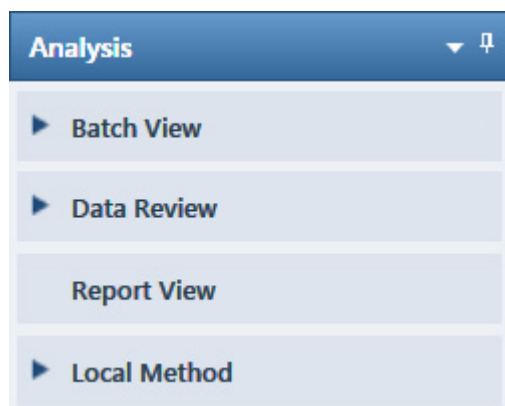 Analysis
Batch View
Data Review
Report View
Local Method